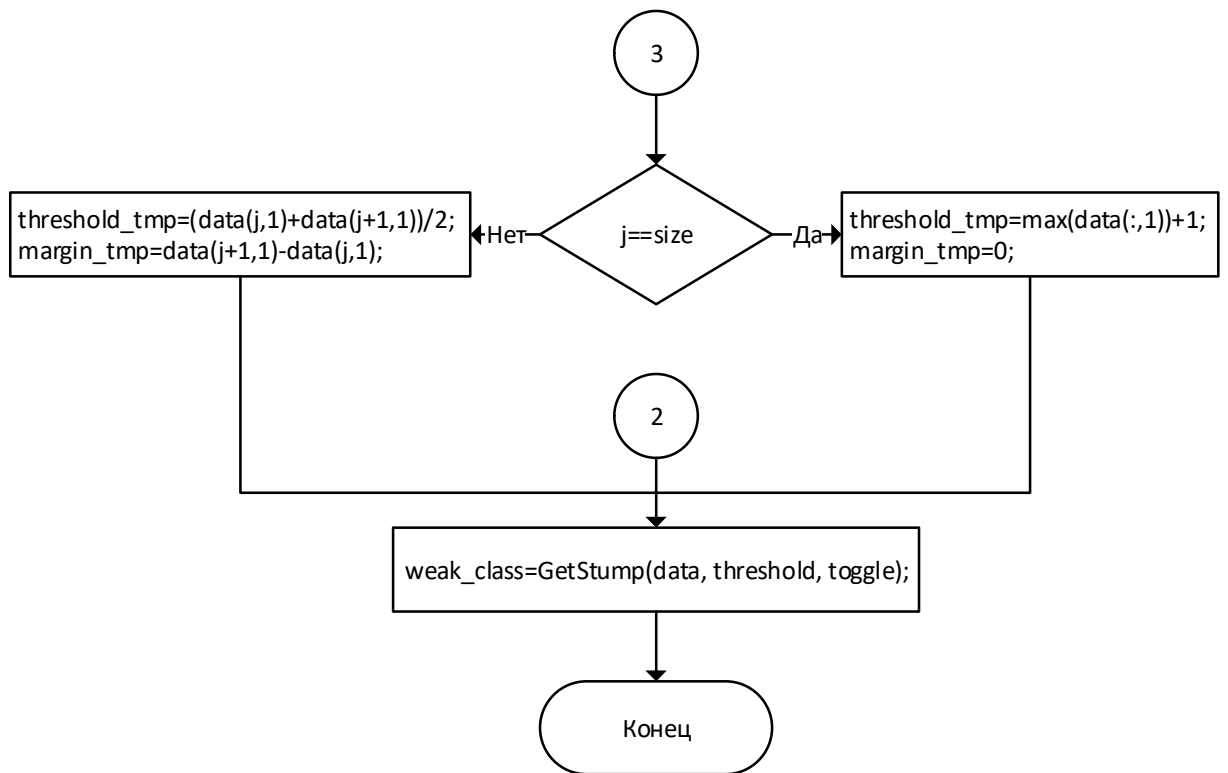 3
threshold_tmp=(data(j,1)+data(j+1,1))/2;
margin_tmp=data(j+1,1)-data(j,1);
Нет
j==size
Да
threshold_tmp=max(data(:,1))+1;
margin_tmp=0;
2
weak_class=GetStump(data, threshold, toggle);
Конец